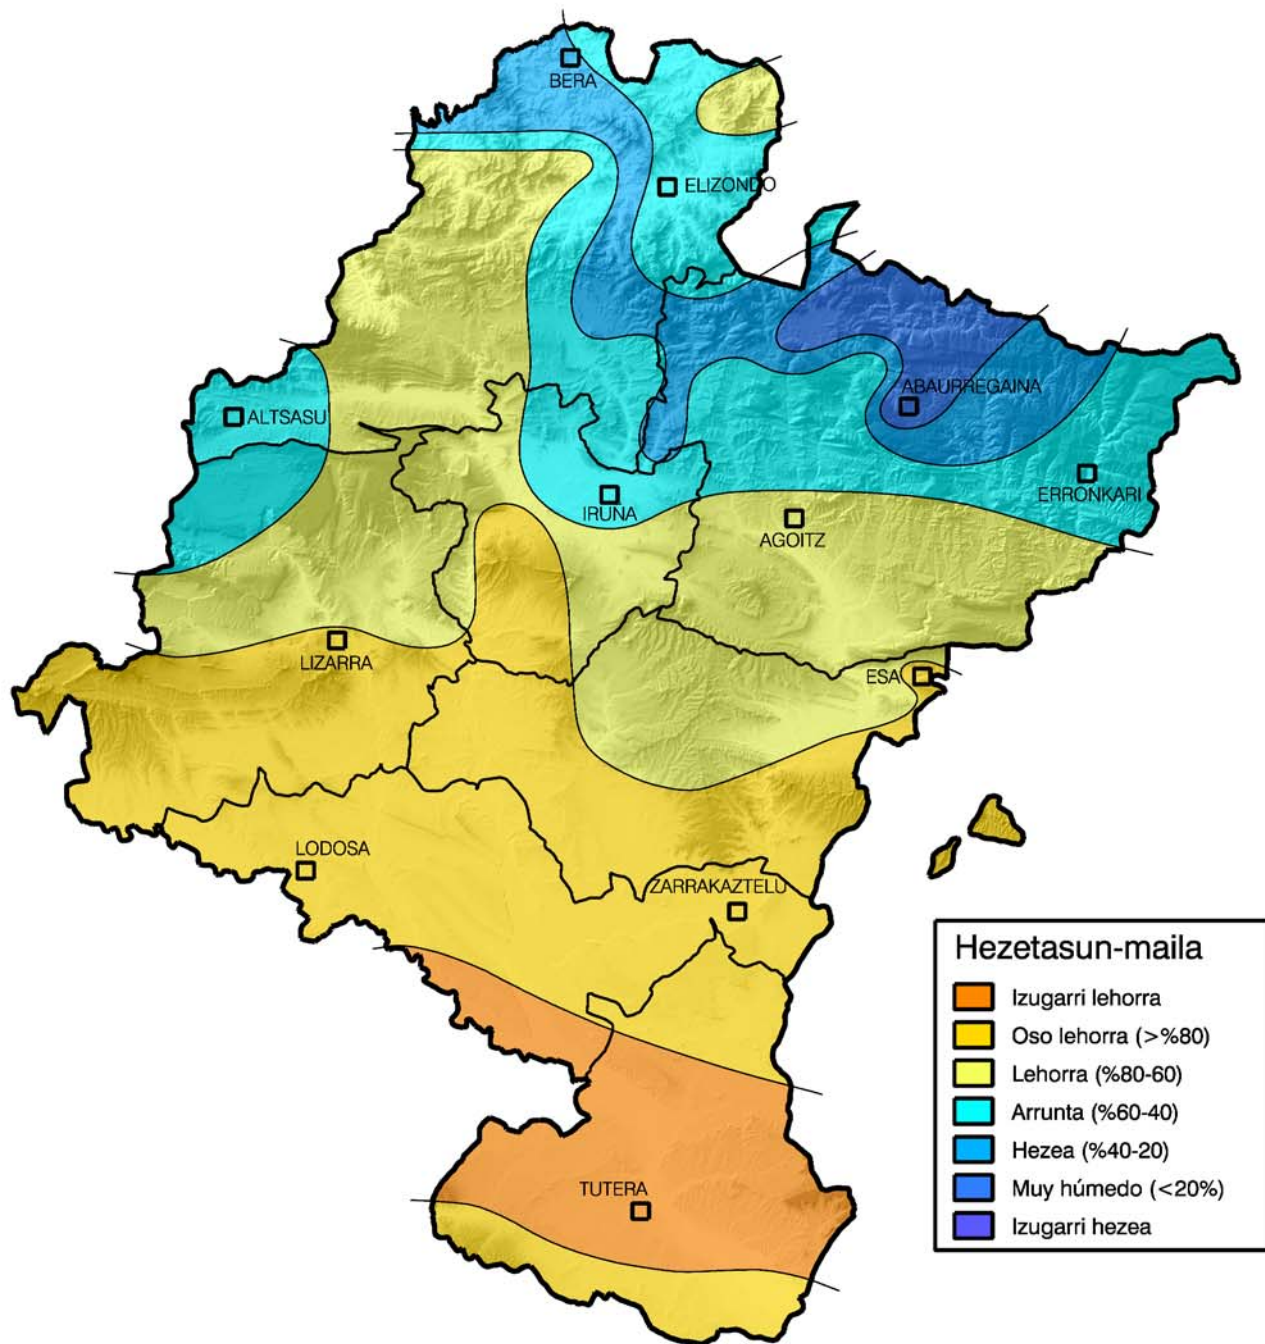 BERA
ELIZONDO
ABAURREGAINA
ALTSASU
ERRONKARI
IRUNA
AGOITZ
LIZARRA
ESA
LODOSA
ZARRAKAZTELU
TUTERA
Hezetasun-maila
Izugarri lehorra
Oso lehorra (>%80)
Lehorra (%80-60)
Arrunta (%60-40)
Hezea (%40-20)
Muy húmedo (<20%)
Izugarri hezea